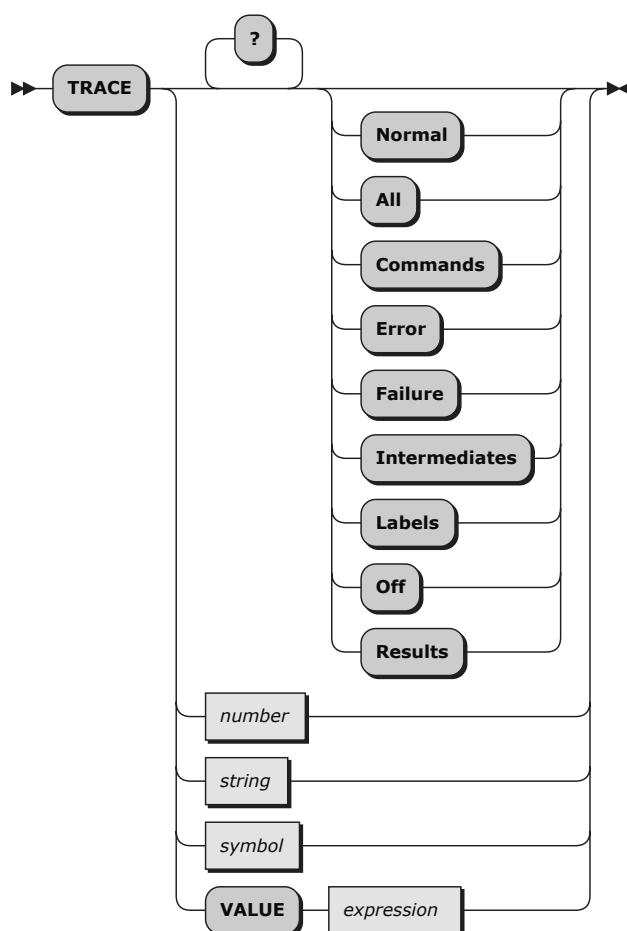 ?
TRACE
Normal
All
Commands
Error
Failure
Intermediates
Labels
Off
Results
number
string
symbol
VALUE expression